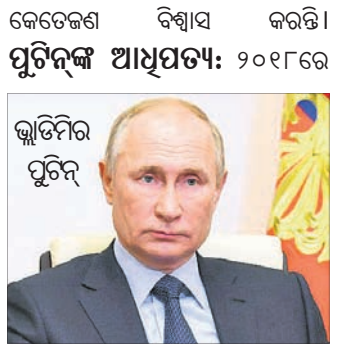 କେତେଜଣ ବିଶ୍ୱାସ କରନ୍ତି।
ପୁଟିନ୍‌ଙ୍କ ଆଧିପତ୍ୟ: ୨୦୧୮ରେ
ଭ୍ଲାଡିମିର
ପୁଟିନ୍